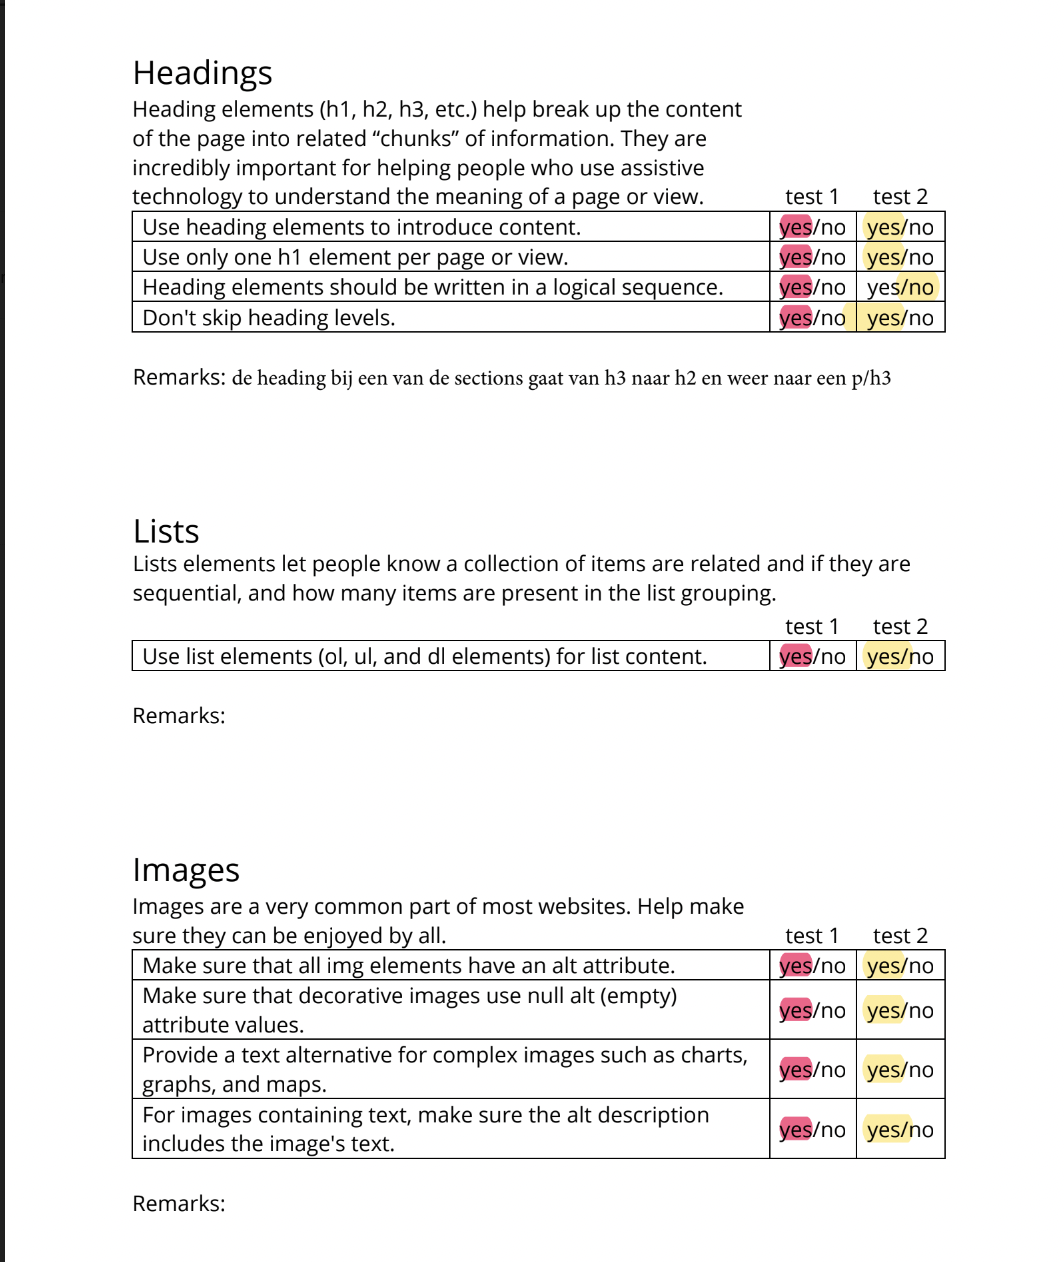 Headings
Heading elements (h1, h2, h3, etc.) help break up the content
of the page into related “chunks” of information. They are
incredibly important for helping people who use assistive
technology to understand the meaning of a page or view. test 1 test 2
Use heading elements to introduce content. yes/no yes/no
Use only one h1 element per page or view. yes/no yes/no
Heading elements should be written in a logical sequence. yes/no yes/no
Don't skip heading levels. yes/no yes/no
Remarks: de heading bij een van de sections gaat van h3 naar h2 en weer naar een p/h3
Lists
Lists elements let people know a collection of items are related and if they are
sequential, and how many items are present in the list grouping.
test 1 test 2
Use list elements (ol, ul, and dl elements) for list content. yes/no yes/no
Remarks:
Images
Images are a very common part of most websites. Help make
sure they can be enjoyed by all. test 1 test 2
Make sure that all img elements have an alt attribute. yes/no yes/no
Make sure that decorative images use null alt (empty)
attribute values. yes/no yes/no
Provide a text alternative for complex images such as charts,
graphs, and maps. yes/no yes/no
For images containing text, make sure the alt description
includes the image's text. yes/no yes/no
Remarks: